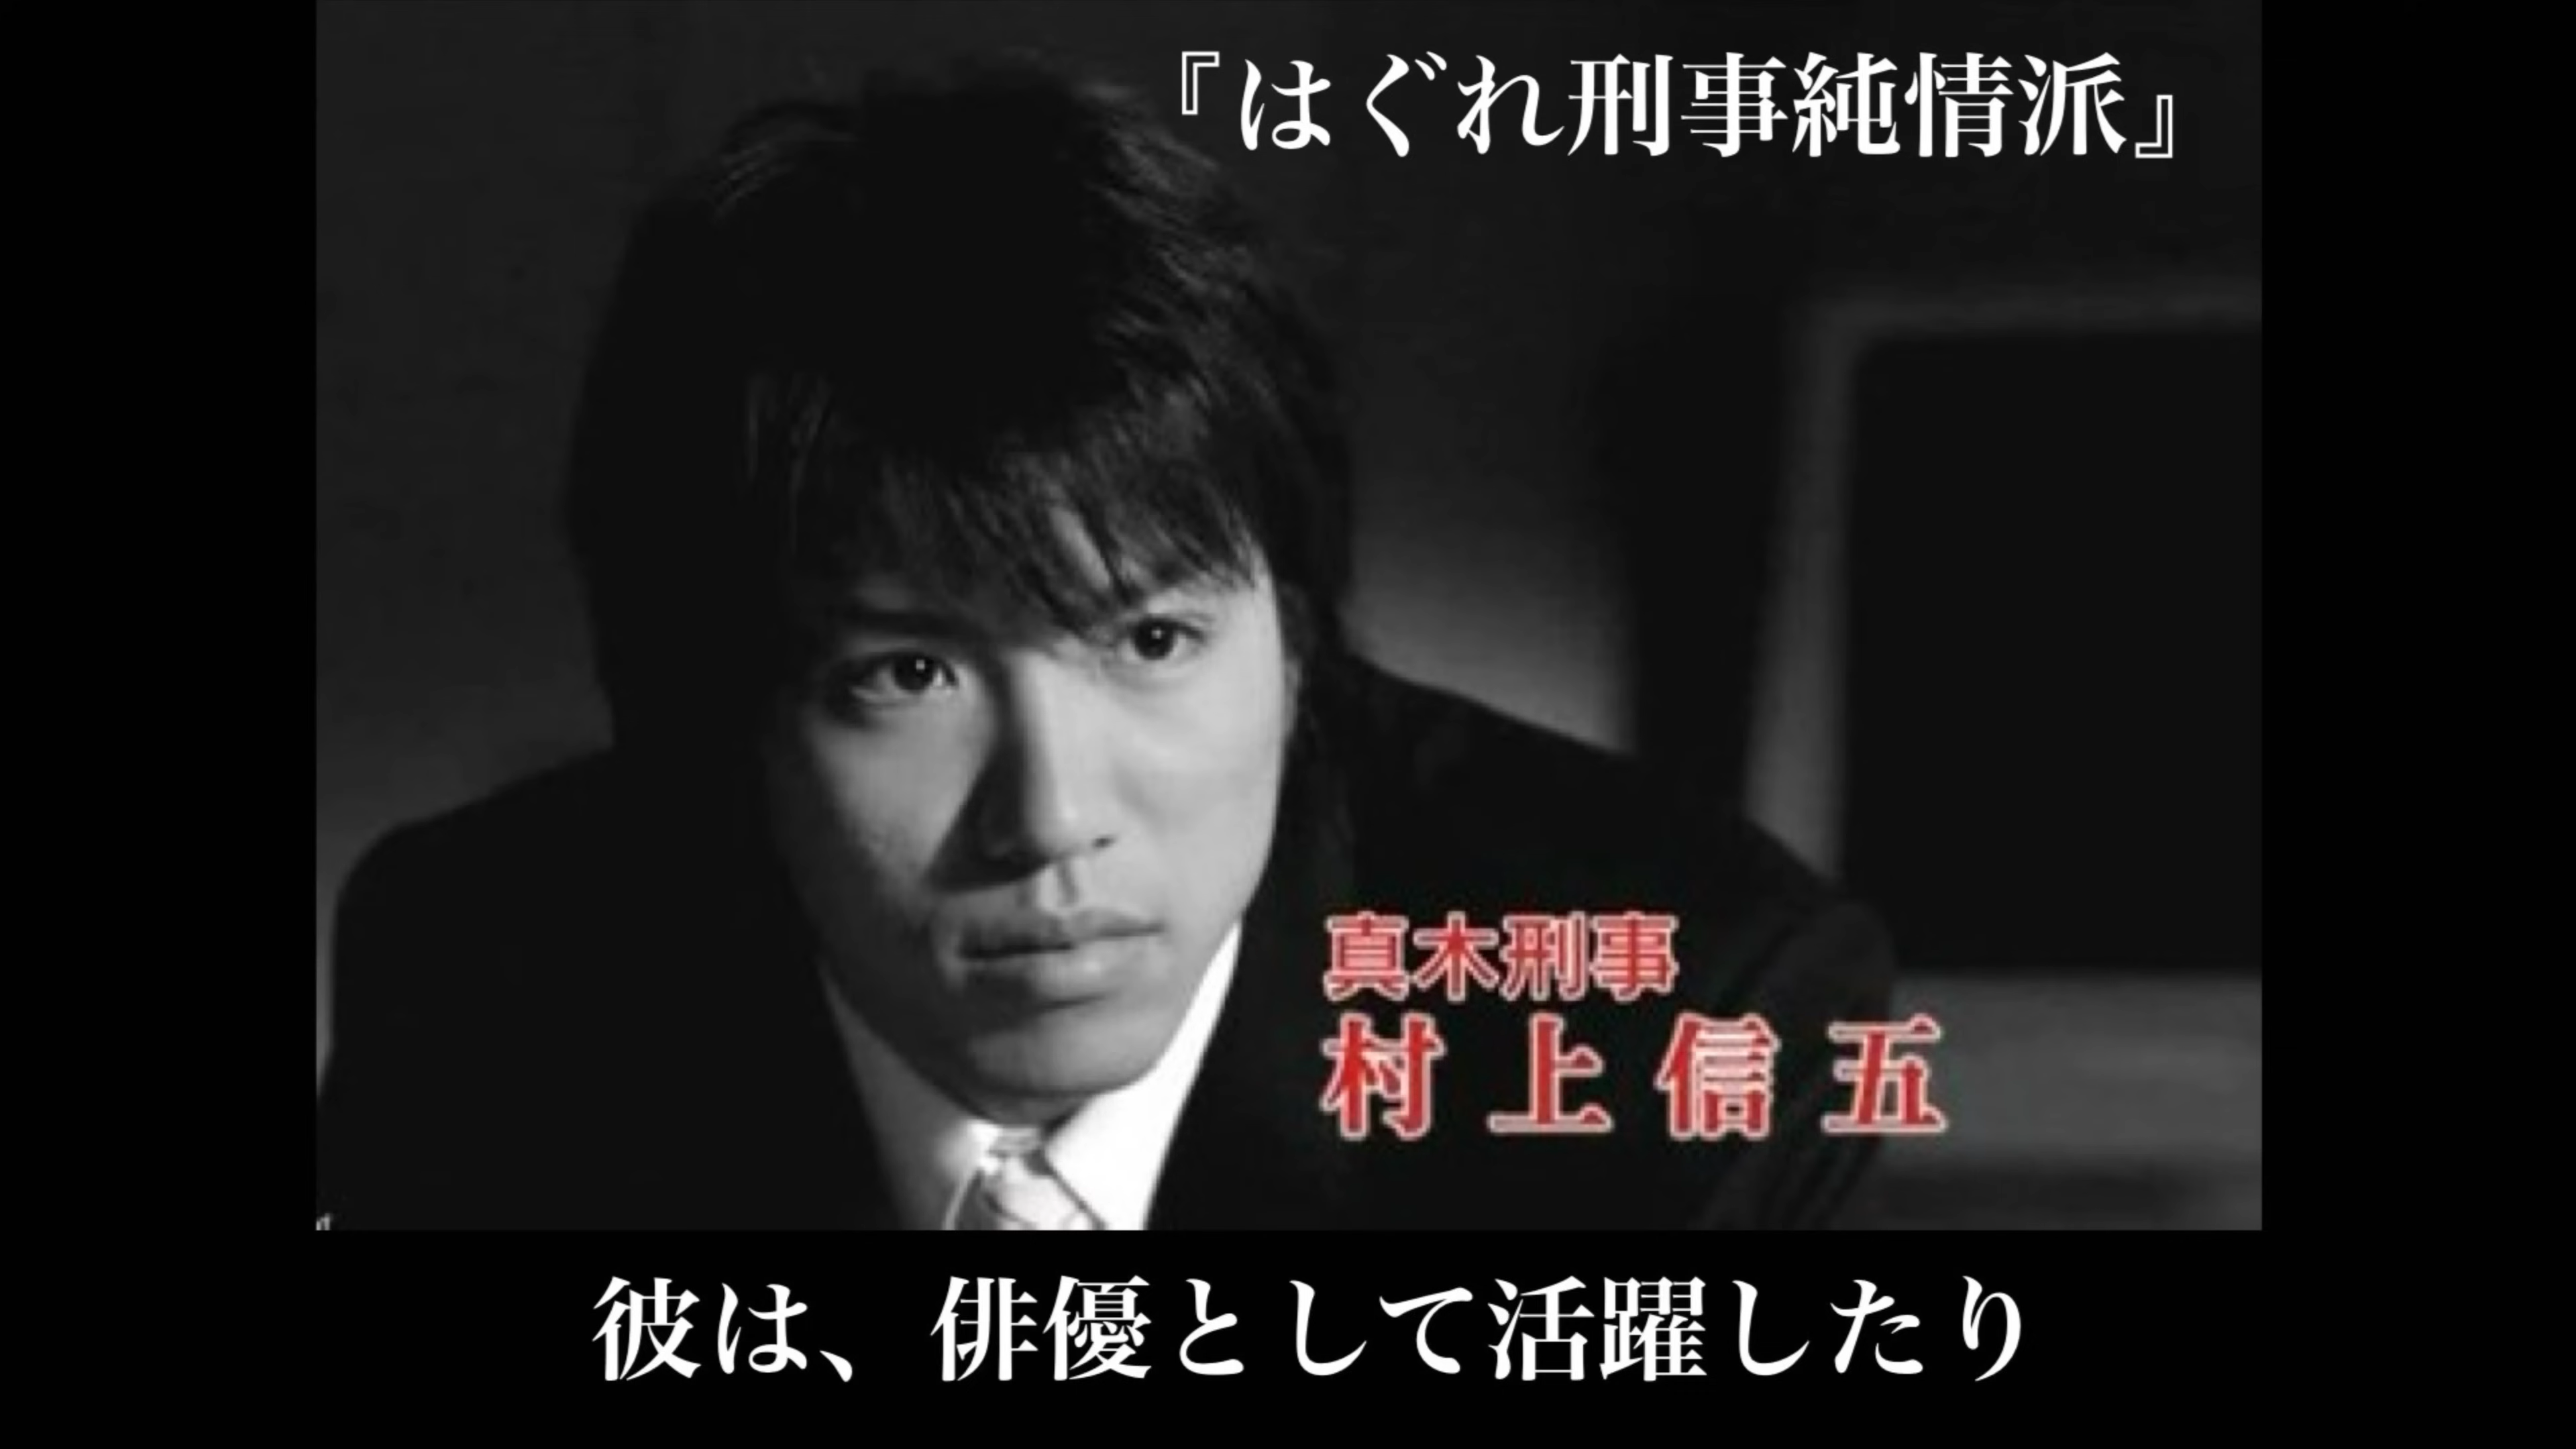 『はぐれ刑事純情派』
真木刑事
村上信五
彼は、俳優として活躍したり